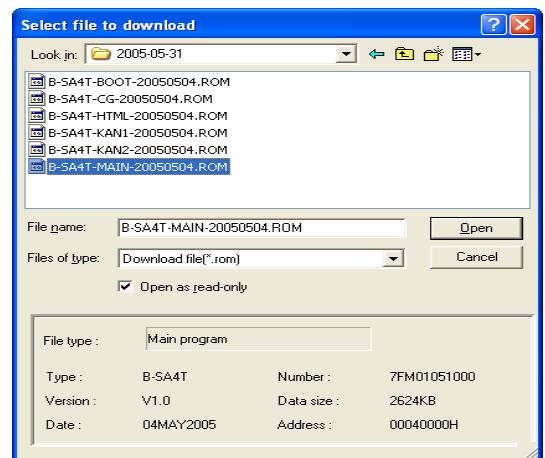 Select file to download
Look in: 2005-05-31
B-SA4T-BOOT-20050504.ROM
B-SA4T-CG-20050504.ROM
B-SA4T-HTML-20050504.ROM
B-SA4T-KAN1-20050504.ROM
B-SA4T-KAN2-20050504.ROM
B-SA4T-MAIN-20050504.ROM
File name: B-SA4T-MAIN-20050504.ROM Open
Files of type: Download file(*.rom) Cancel
Open as read-only
File type : Main program
Type : B-SA4T Number : 7FM01051000
Version : V1.0 Data size : 2624KB
Date : 04MAY2005 Address : 00040000H